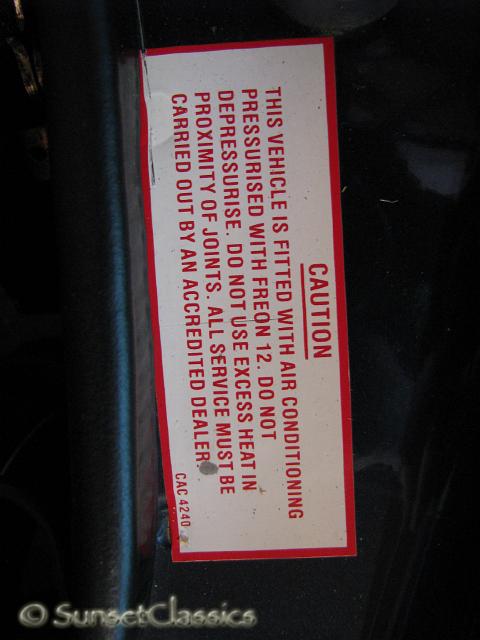 CAUTION
THIS VEHICLE IS FITTED WITH AIR CONDITIONING
PRESSURISED WITH FREON 12. DO NOT
DEPRESSURISE. DO NOT USE EXCESS HEAT IN
PROXIMITY OF JOINTS. ALL SERVICE MUST BE
CARRIED OUT BY AN ACCREDITED DEALER.
CAC 4240
© SunsetClassics